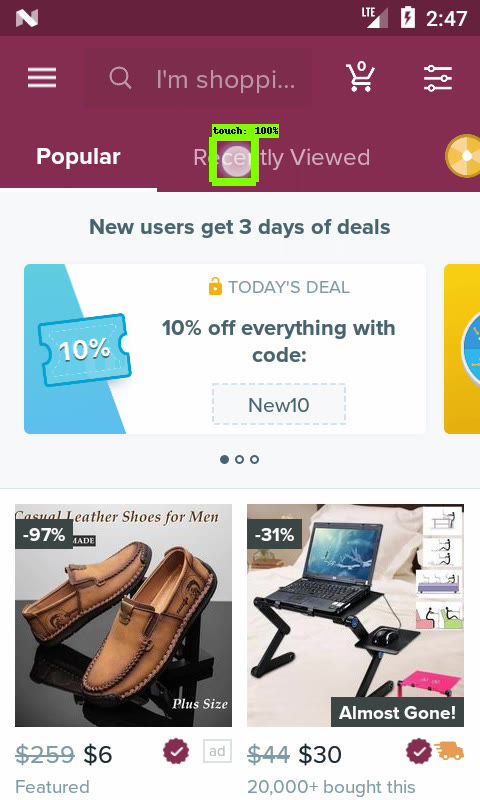 LTE
2:47
I'm shoppi...
0
touch: 100%
Popular
Recently Viewed
New users get 3 days of deals
TODAY'S DEAL
10%
10% off everything with
code:
New10
Casual Leather Shoes for Men
-97%
MADE
Plus Size
-31%
Almost Gone!
$259 $6
ad
$44 $30
Featured
20,000+ bought this